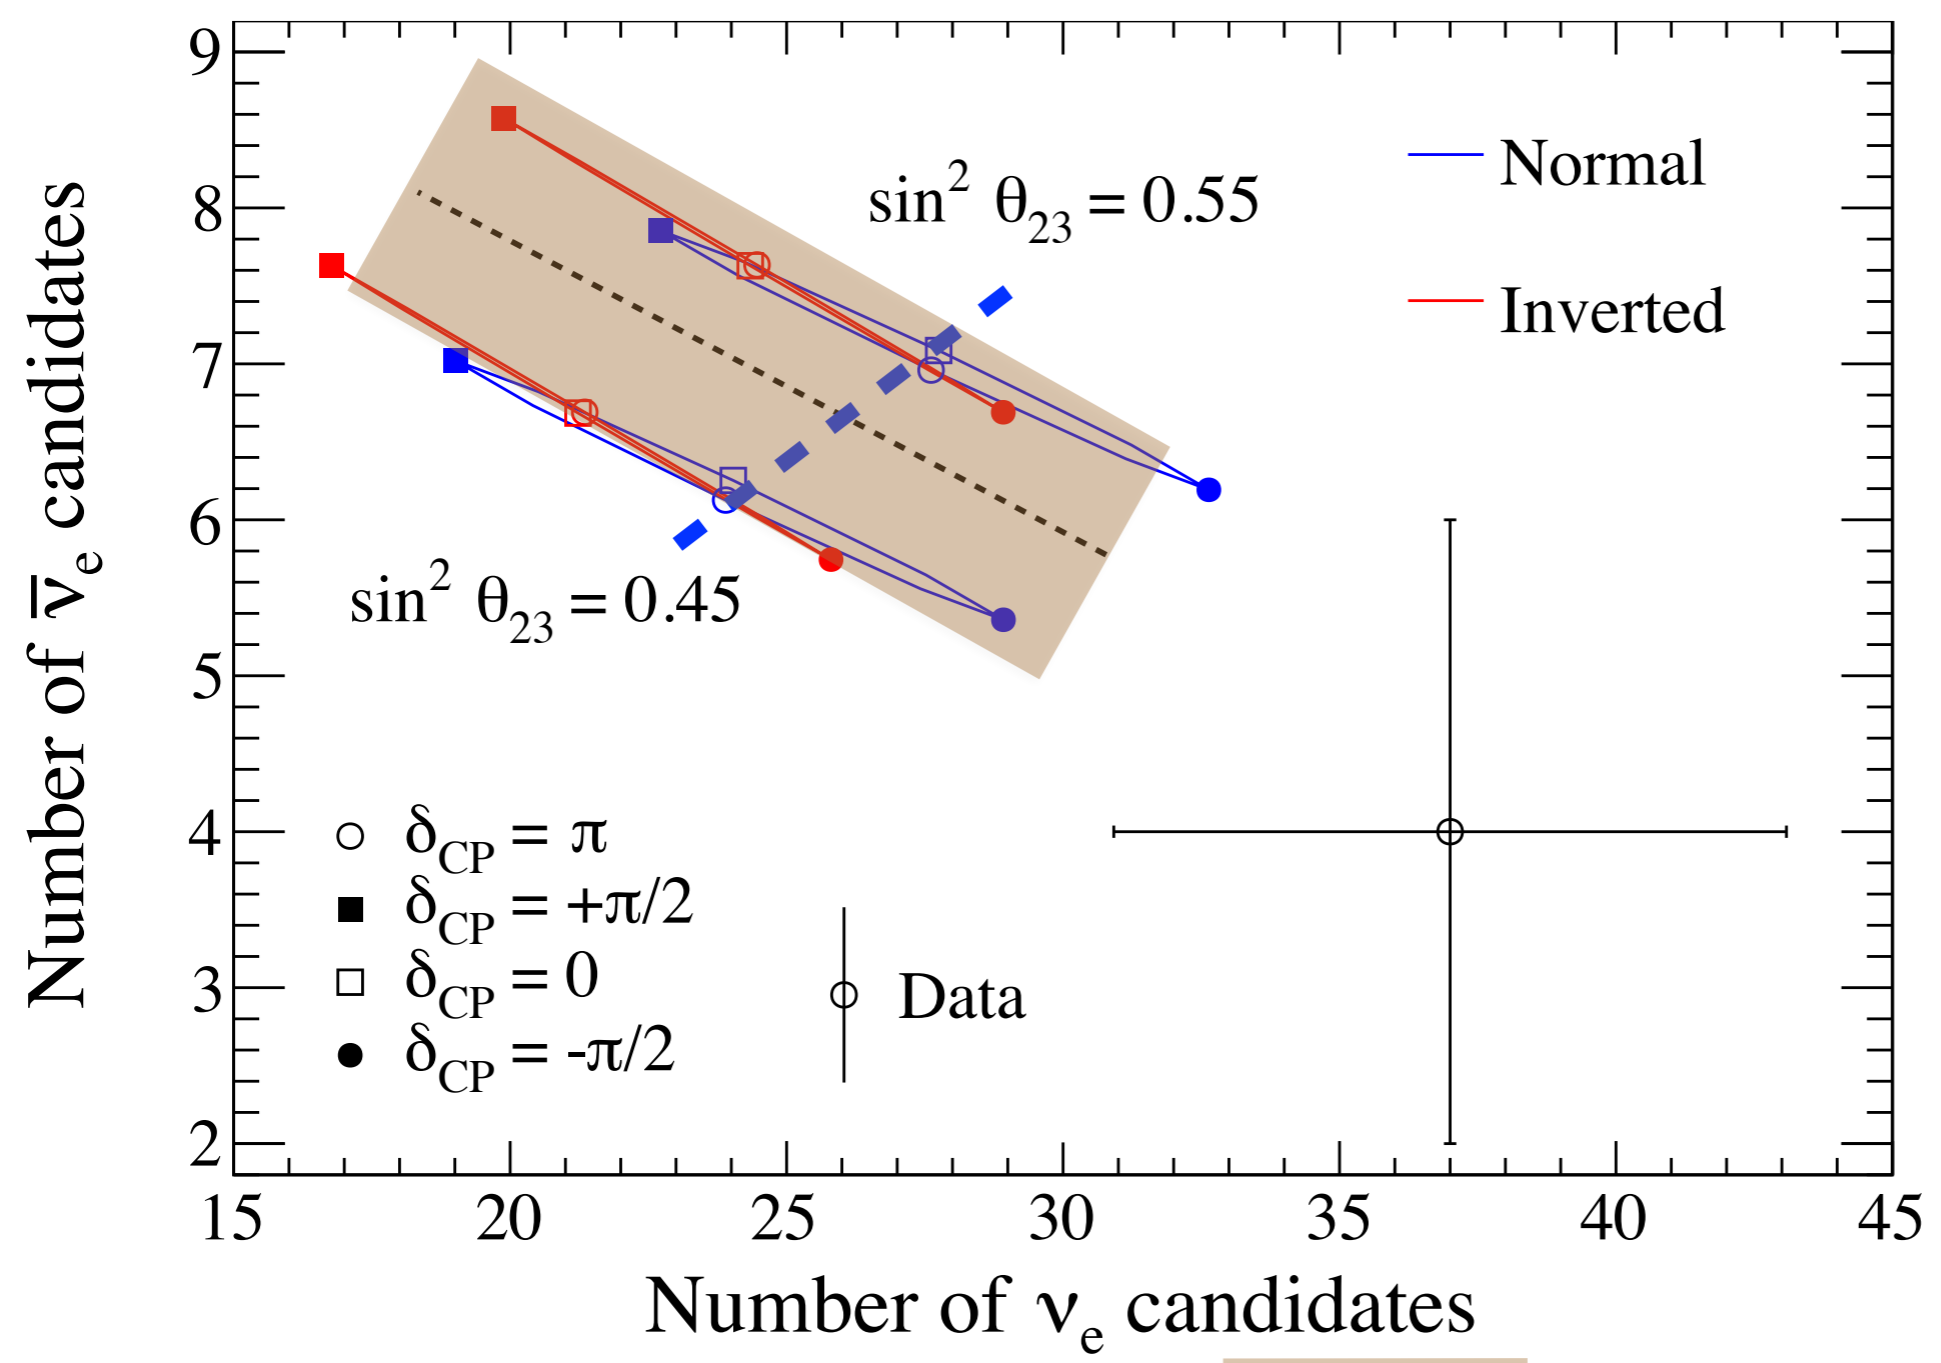 9
8
7
6
5
4
3
2
15 20 25 30 35 40 45
Number of ν̅e candidates
Number of νe candidates
sin² θ23 = 0.55
sin² θ23 = 0.45
Normal
Inverted
δCP = π
δCP = +π/2
δCP = 0
δCP = -π/2
Data